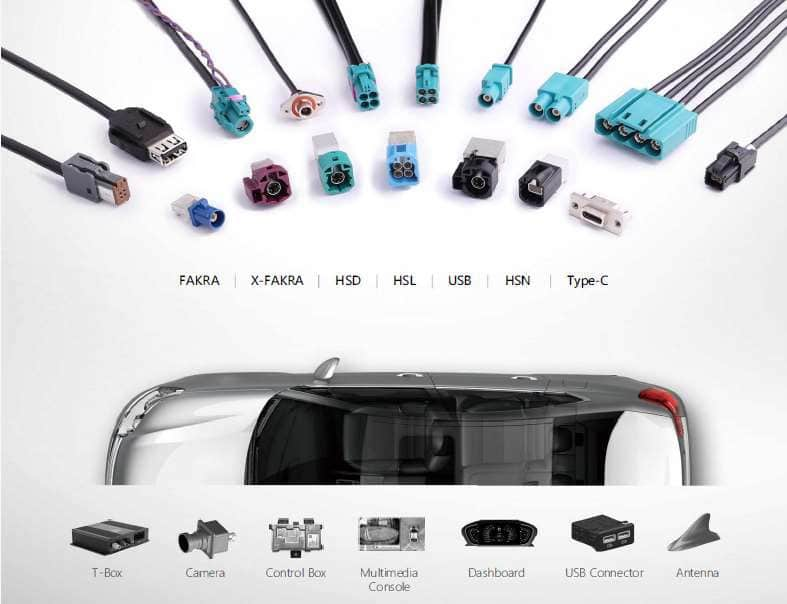 FAKRA | X-FAKRA | HSD | HSL | USB | HSN | Type-C
T-Box
Camera
Control Box
Multimedia
Console
Dashboard
USB Connector
Antenna